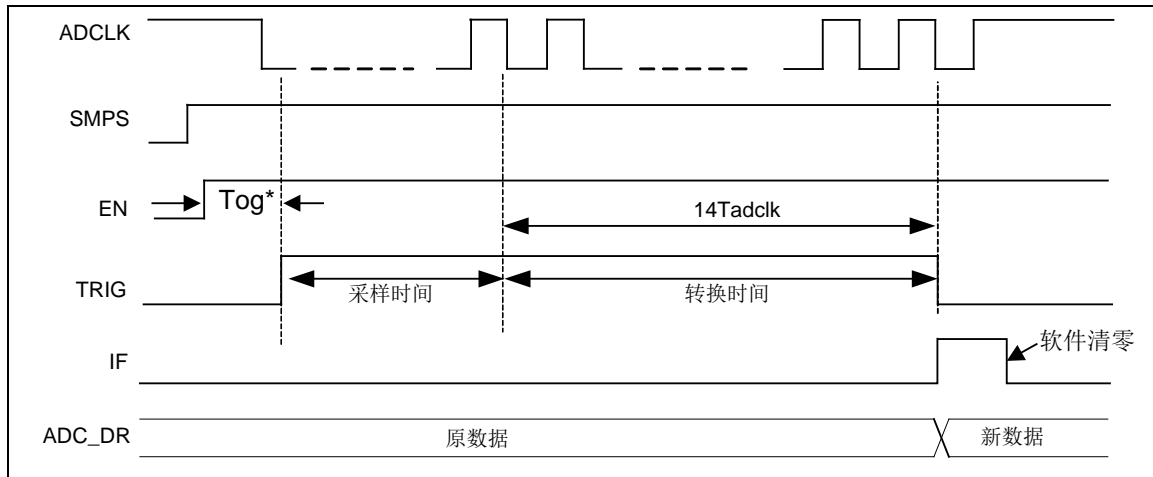 ADCLK
SMPS
EN
Tog*
14Tadclk
TRIG
采样时间
转换时间
IF
软件清零
ADC_DR
原数据
新数据